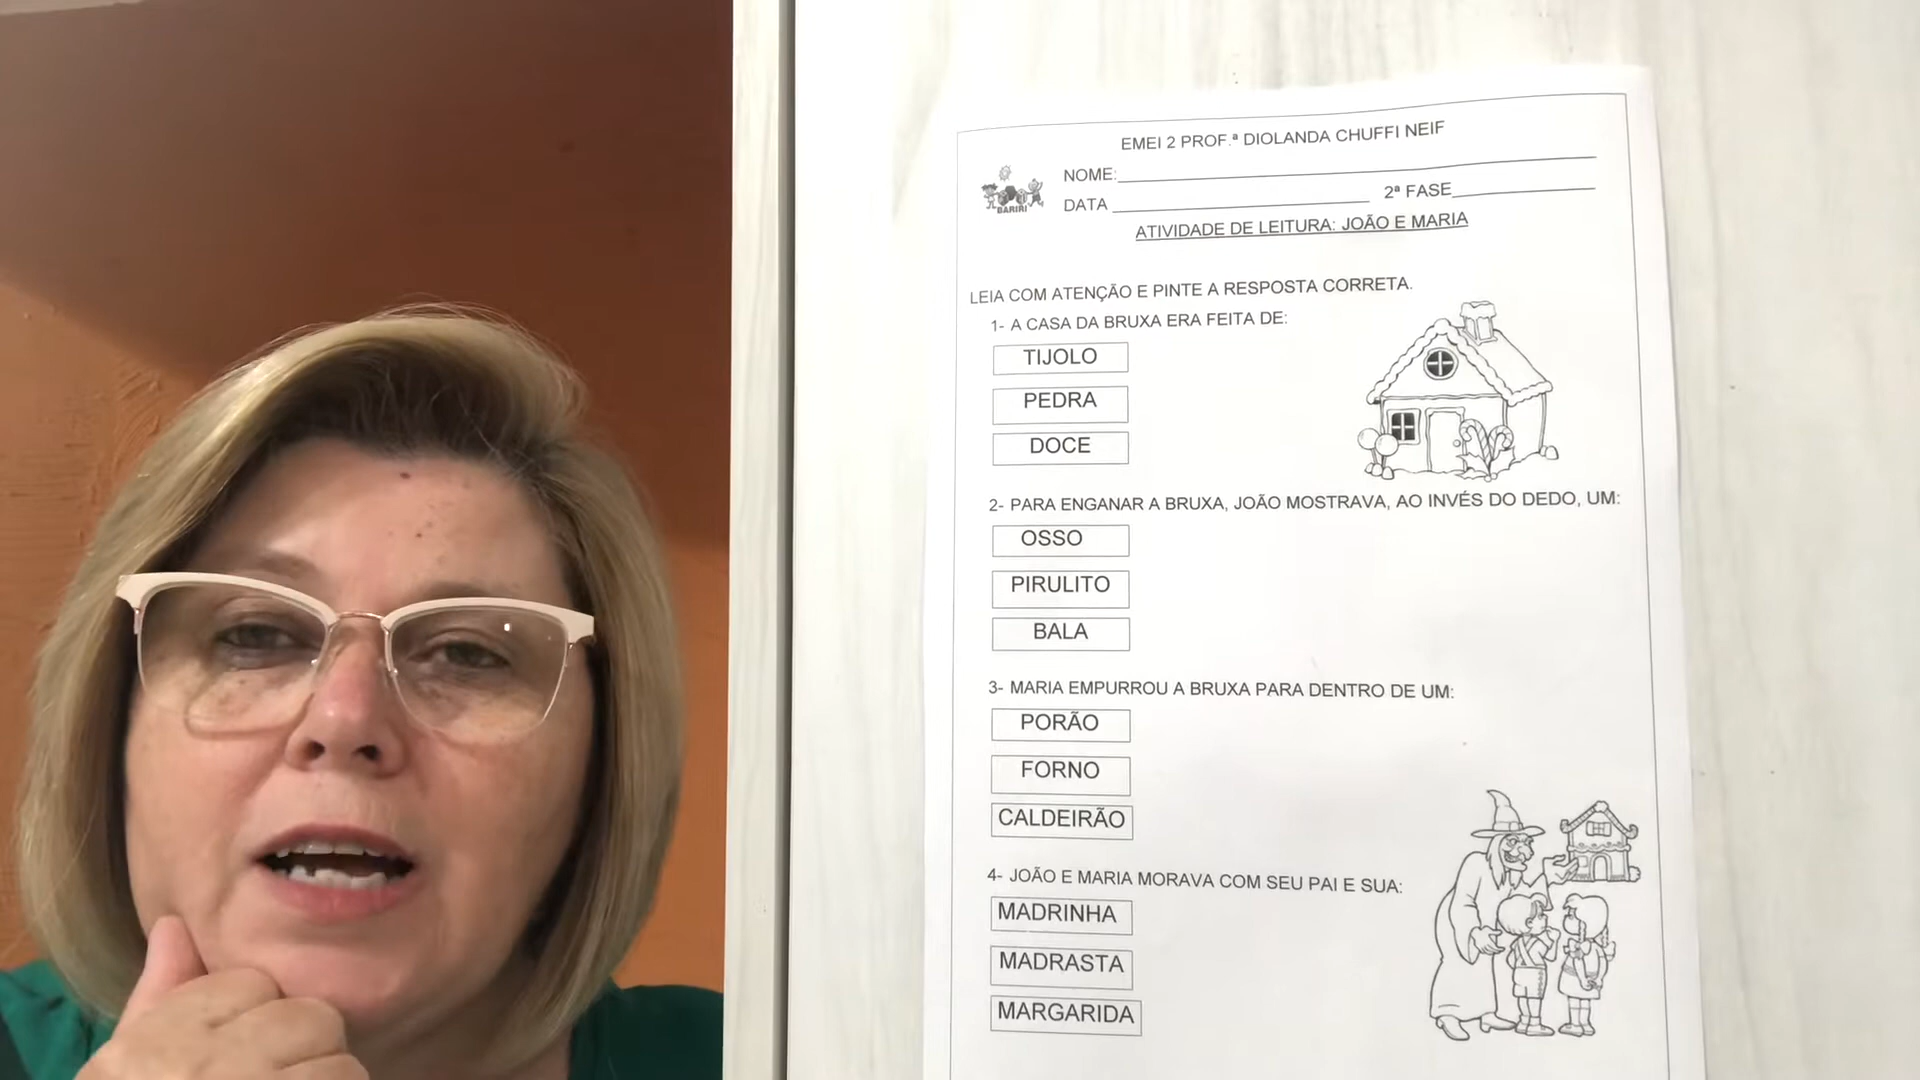 EMEI 2 PROF.ª DIOLANDA CHUFFI NEIF
NOME:
DATA 2ª FASE
BARIRI
ATIVIDADE DE LEITURA: JOÃO E MARIA
LEIA COM ATENÇÃO E PINTE A RESPOSTA CORRETA.
1- A CASA DA BRUXA ERA FEITA DE:
TIJOLO
PEDRA
DOCE
2- PARA ENGANAR A BRUXA, JOÃO MOSTRAVA, AO INVÉS DO DEDO, UM:
OSSO
PIRULITO
BALA
3- MARIA EMPURROU A BRUXA PARA DENTRO DE UM:
PORÃO
FORNO
CALDEIRÃO
4- JOÃO E MARIA MORAVA COM SEU PAI E SUA:
MADRINHA
MADRASTA
MARGARIDA